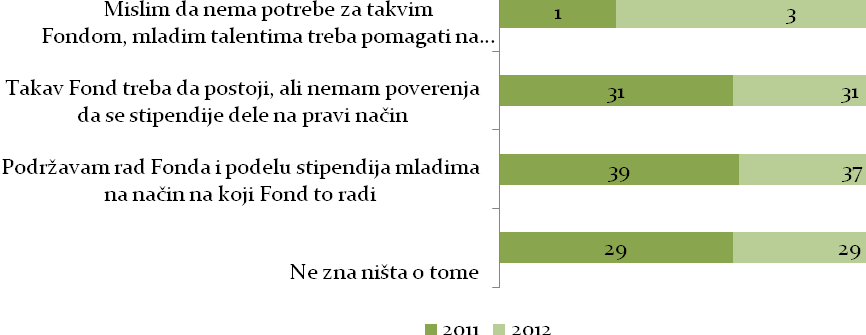 Mislim da nema potrebe za takvim
Fondom, mladim talentima treba pomagati na...
1 3
Takav Fond treba da postoji, ali nemam poverenja
da se stipendije dele na pravi način
31 31
Podržavam rad Fonda i podelu stipendija mladima
na način na koji Fond to radi
39 37
Ne zna ništa o tome
29 29
2011 2012